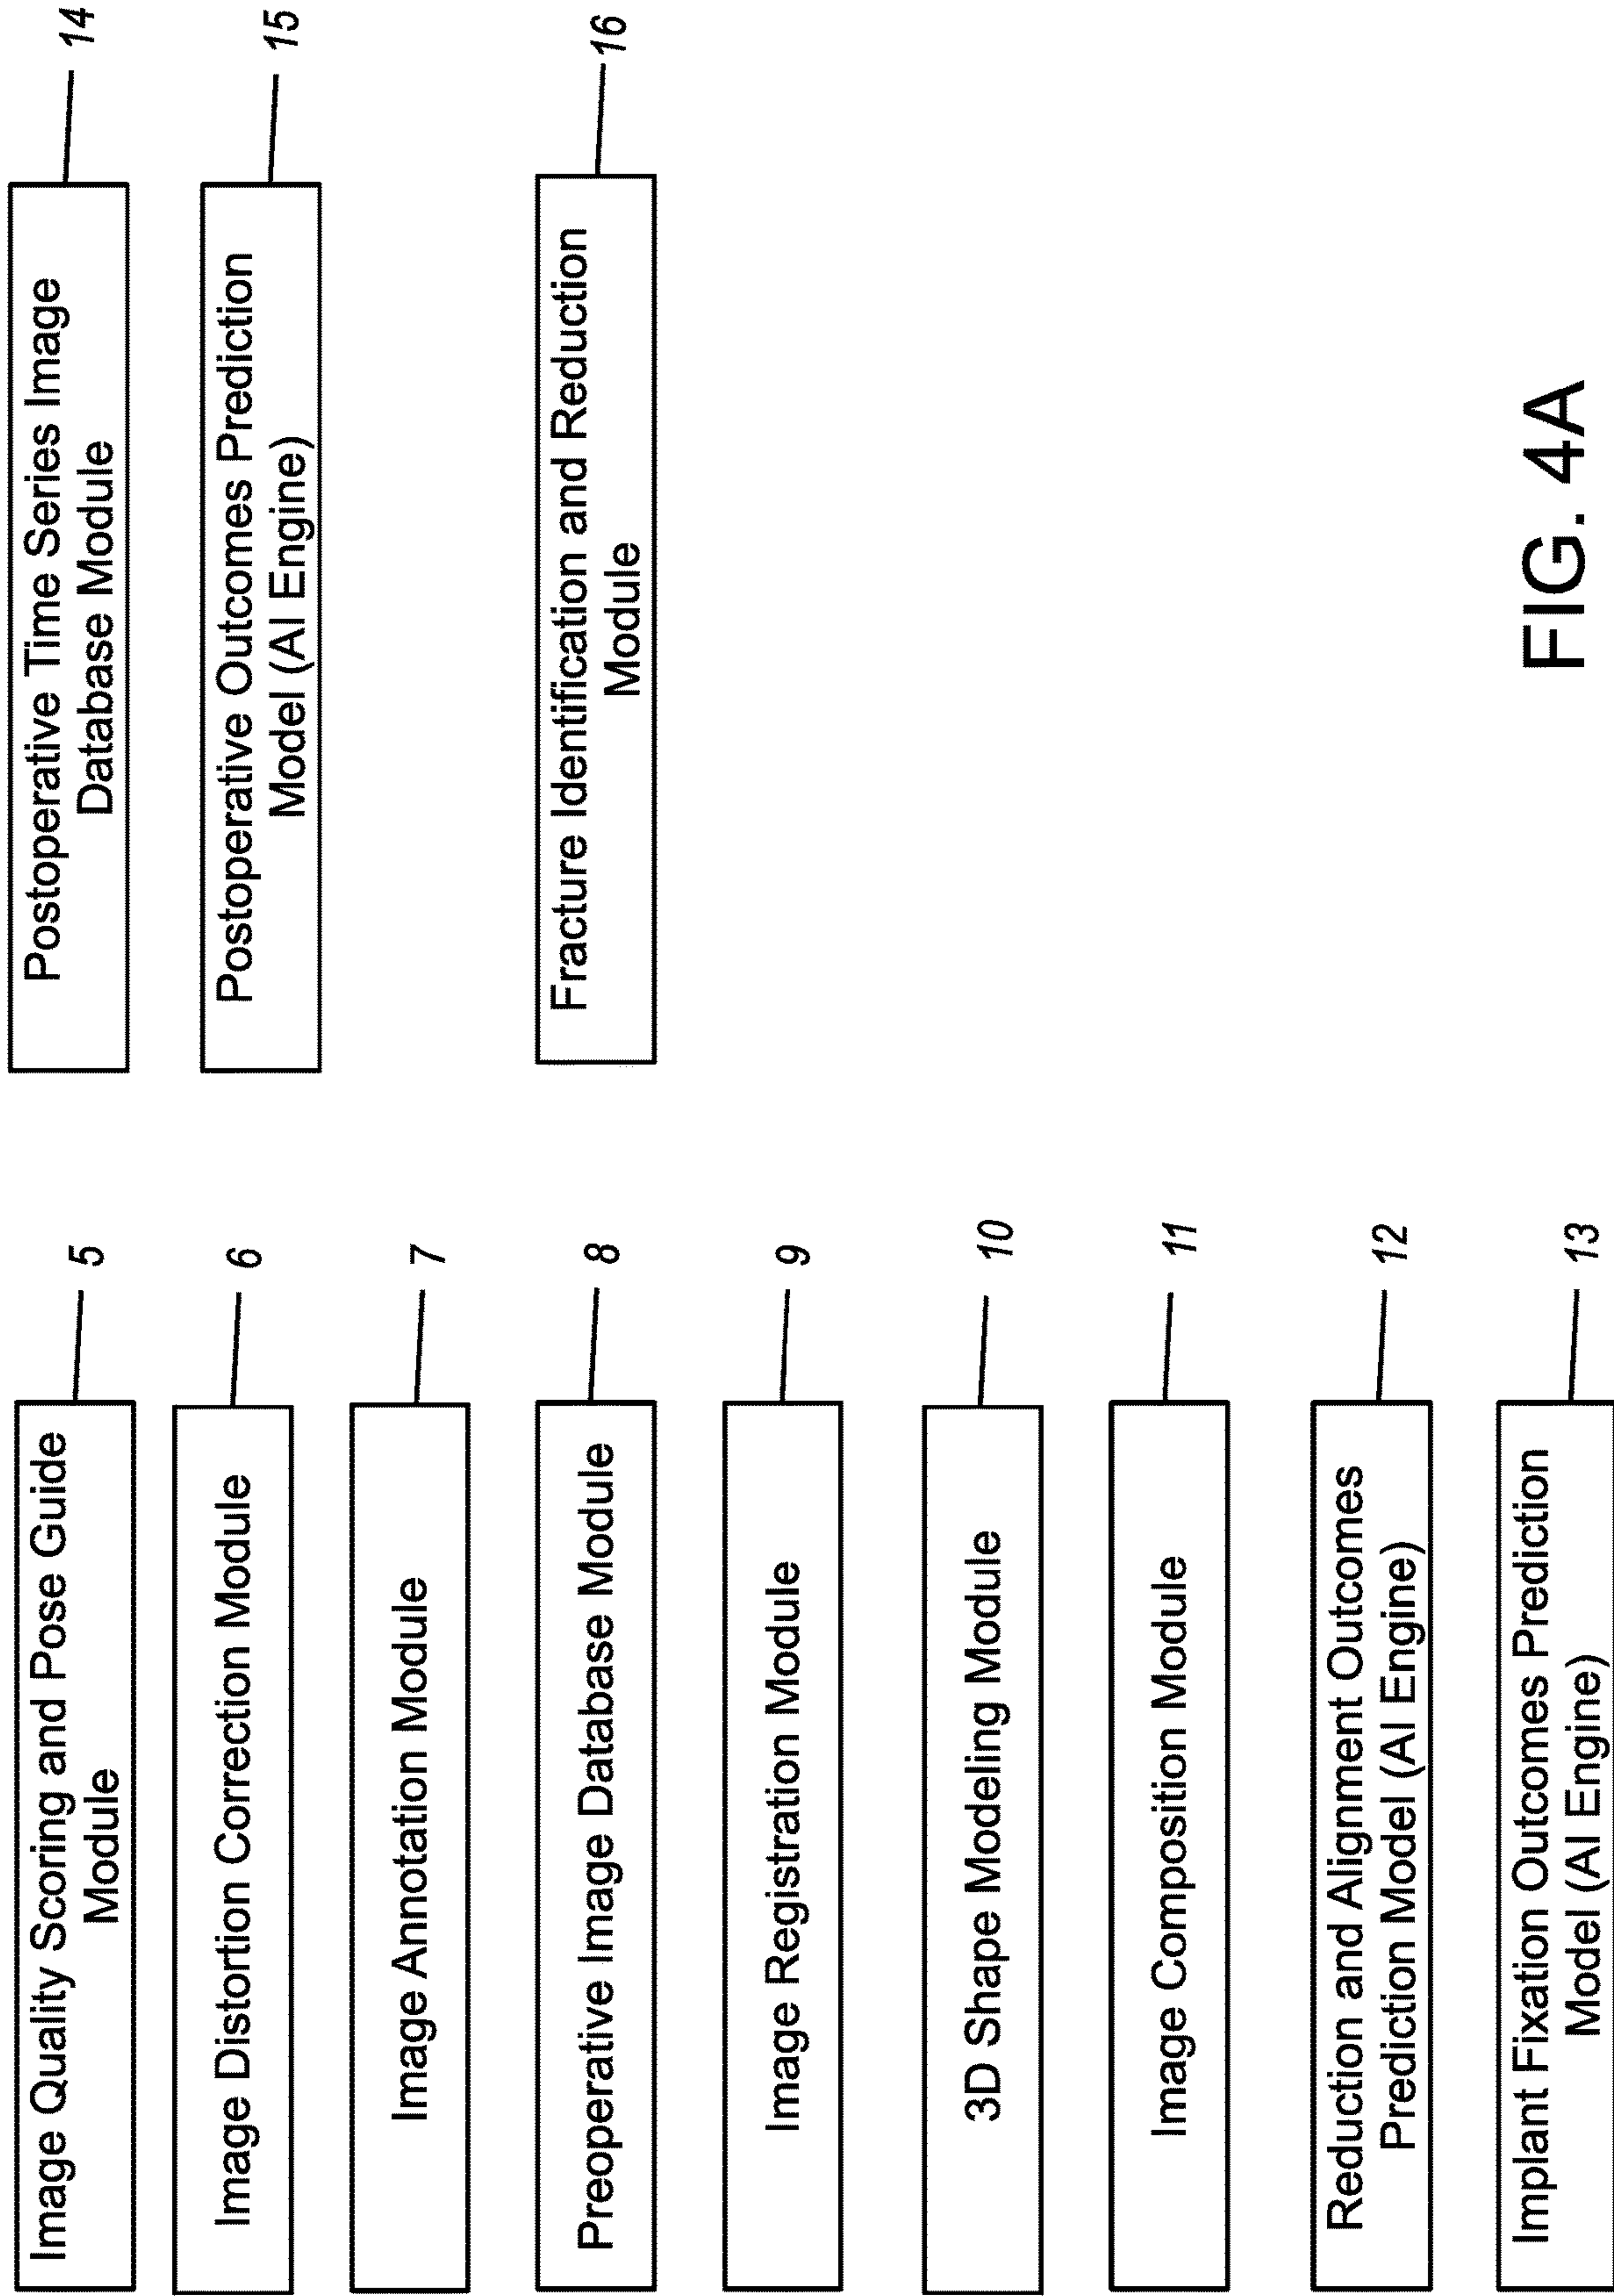 Image Quality Scoring and Pose Guide
Module
5
Image Distortion Correction Module
6
Image Annotation Module
7
Preoperative Image Database Module
8
Image Registration Module
9
3D Shape Modeling Module
10
Image Composition Module
11
Reduction and Alignment Outcomes
Prediction Model (AI Engine)
12
Implant Fixation Outcomes Prediction
Model (AI Engine)
13
Postoperative Time Series Image
Database Module
14
Postoperative Outcomes Prediction
Model (AI Engine)
15
Fracture Identification and Reduction
Module
16
FIG. 4A